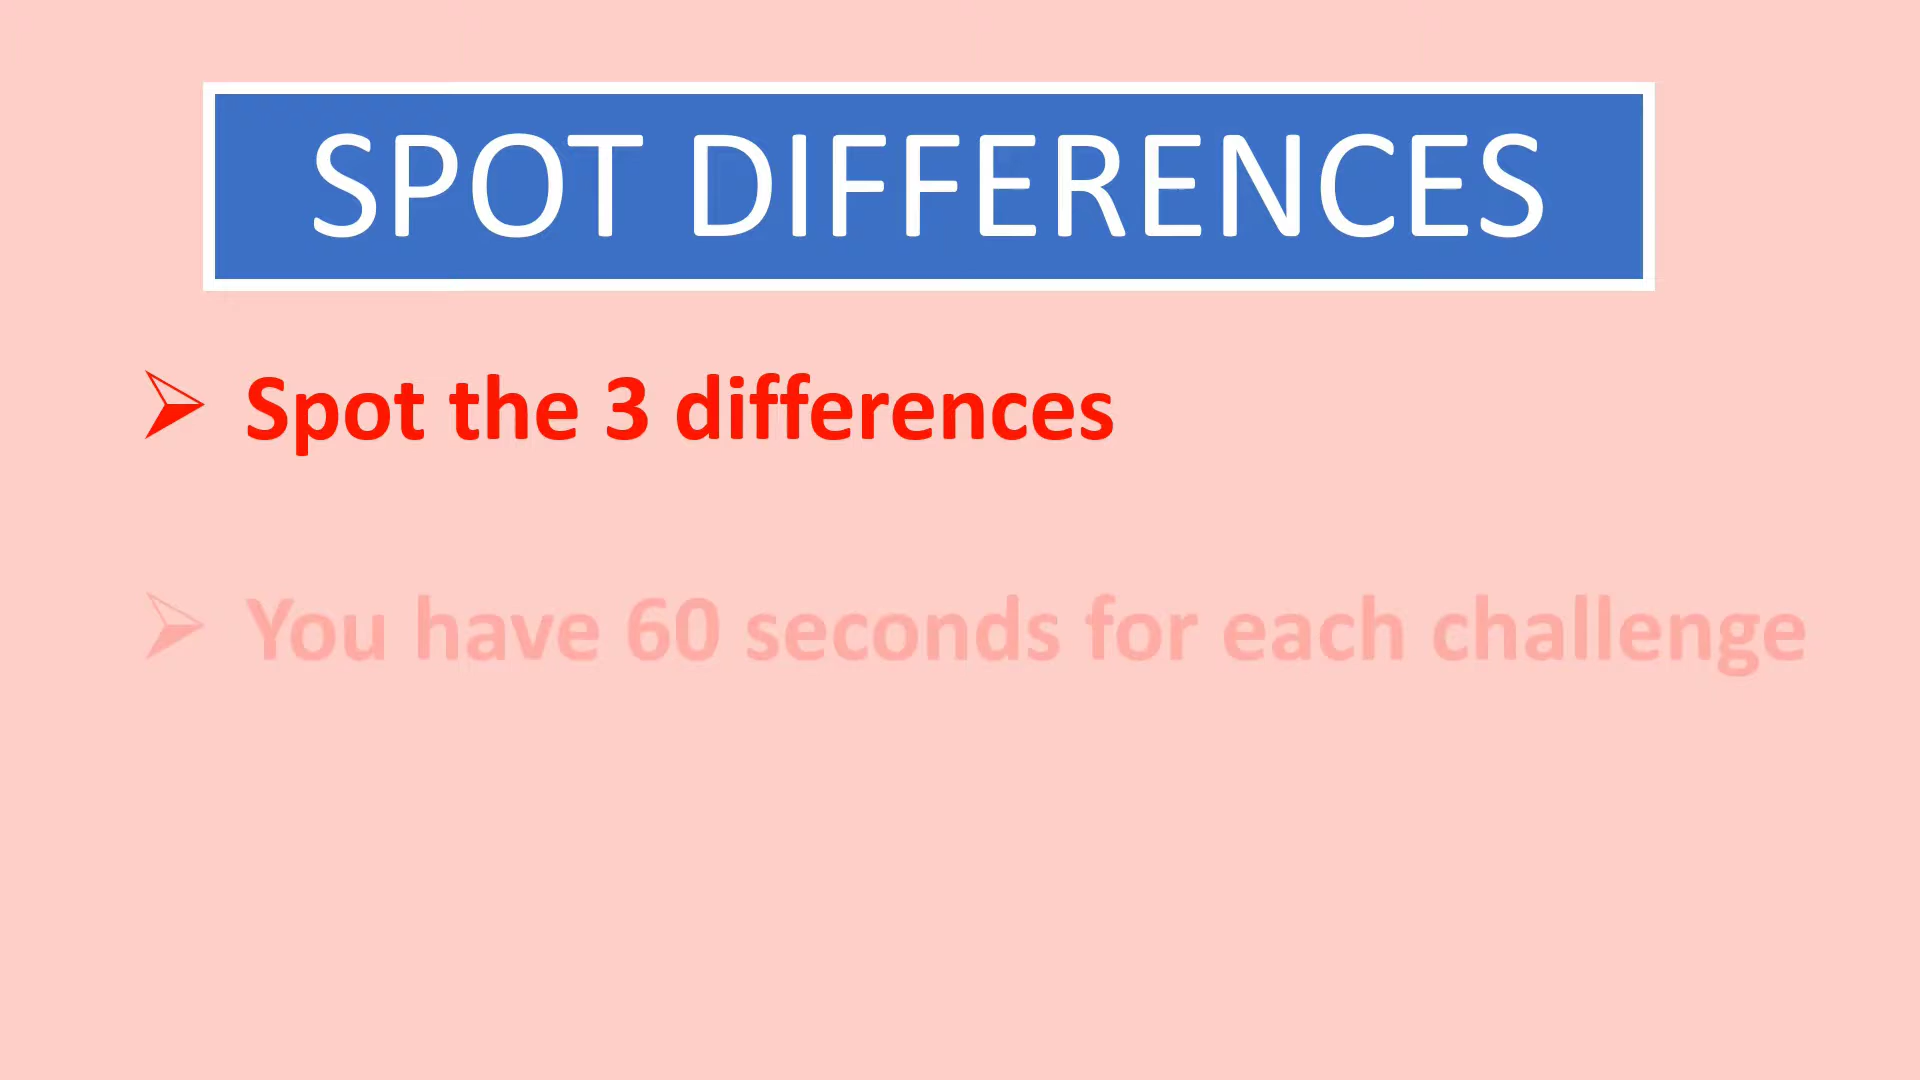 SPOT DIFFERENCES
Spot the 3 differences
You have 60 seconds for each challenge